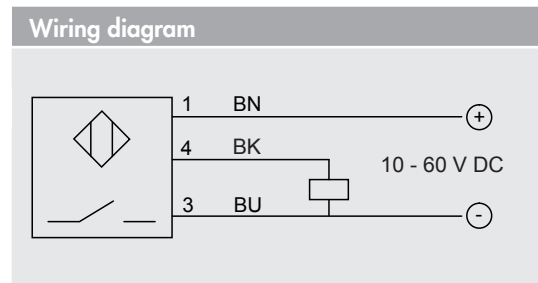 Wiring diagram
1 BN +
4 BK
10 - 60 V DC
3 BU -